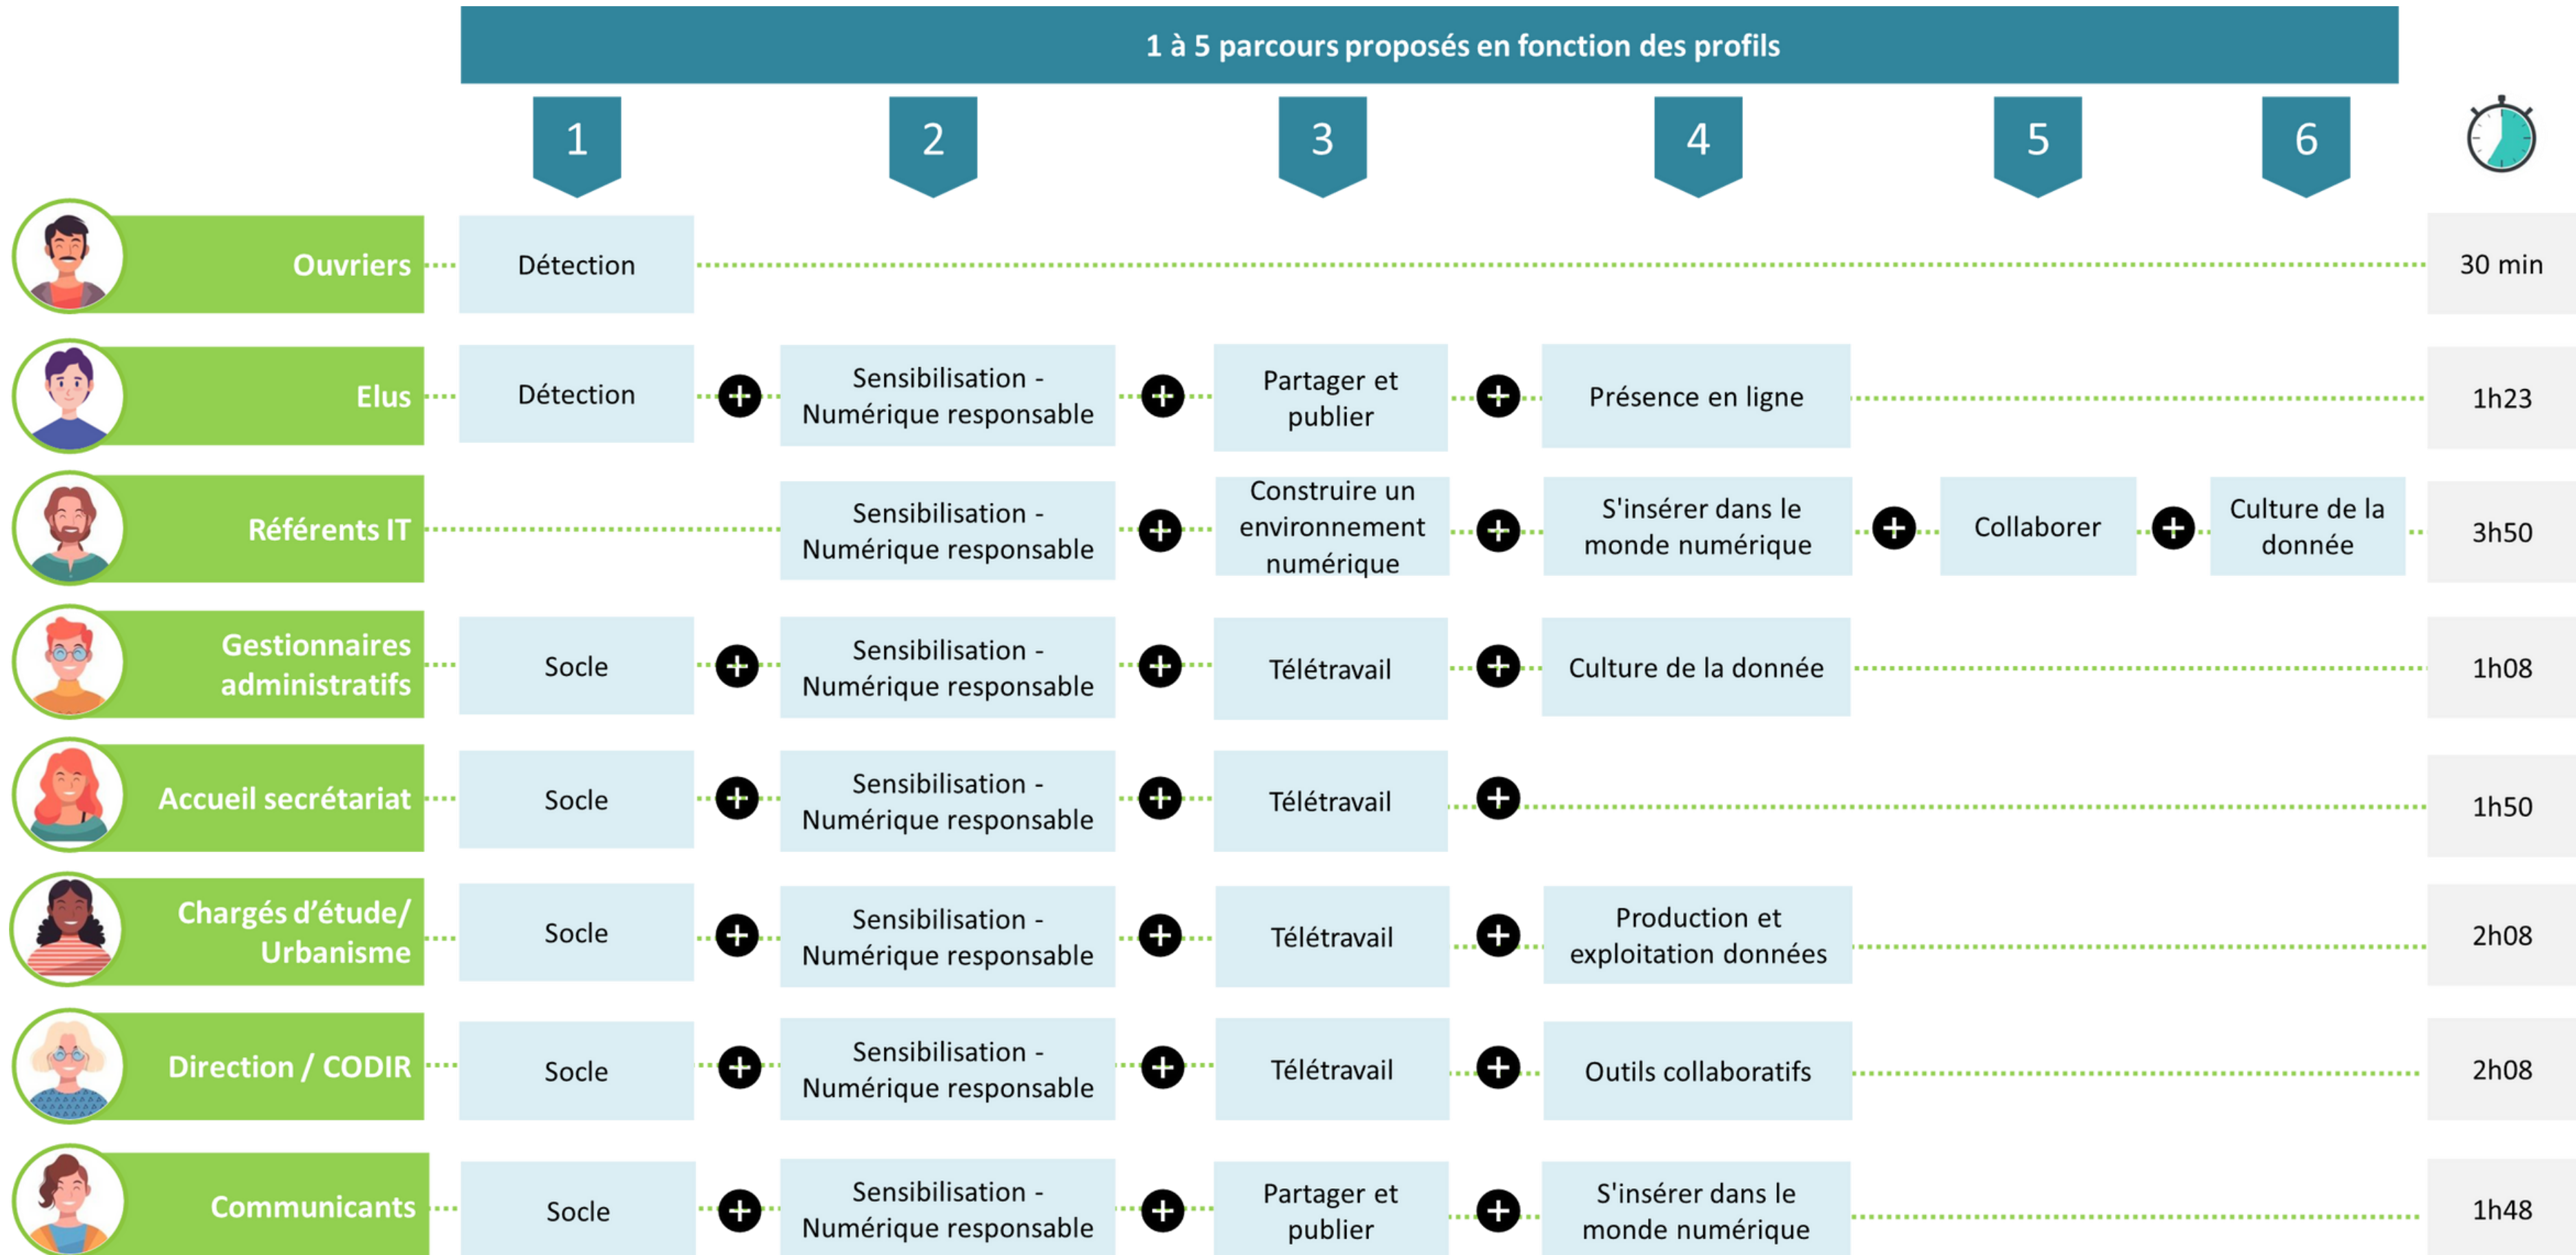 1 à 5 parcours proposés en fonction des profils
1
2
3
4
5
6
Ouvriers
Détection
30 min
Elus
Détection
+
Sensibilisation -
Numérique responsable
+
Partager et
publier
+
Présence en ligne
1h23
Référents IT
Sensibilisation -
Numérique responsable
+
Construire un
environnement
numérique
+
S'insérer dans le
monde numérique
+
Collaborer
+
Culture de la
donnée
3h50
Gestionnaires
administratifs
Socle
+
Sensibilisation -
Numérique responsable
+
Télétravail
+
Culture de la donnée
1h08
Accueil secrétariat
Socle
+
Sensibilisation -
Numérique responsable
+
Télétravail
+
1h50
Chargés d’étude/
Urbanisme
Socle
+
Sensibilisation -
Numérique responsable
+
Télétravail
+
Production et
exploitation données
2h08
Direction / CODIR
Socle
+
Sensibilisation -
Numérique responsable
+
Télétravail
+
Outils collaboratifs
2h08
Communicants
Socle
+
Sensibilisation -
Numérique responsable
+
Partager et
publier
+
S'insérer dans le
monde numérique
1h48